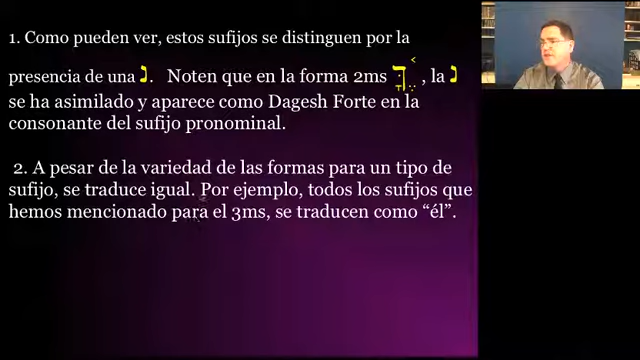 1. Como pueden ver, estos sufijos se distinguen por la
presencia de una נ. Noten que en la forma 2ms ֶ֫ךָּ , la נ
se ha asimilado y aparece como Dagesh Forte en la
consonante del sufijo pronominal.
2. A pesar de la variedad de las formas para un tipo de
sufijo, se traduce igual. Por ejemplo, todos los sufijos que
hemos mencionado para el 3ms, se traducen como “él”.